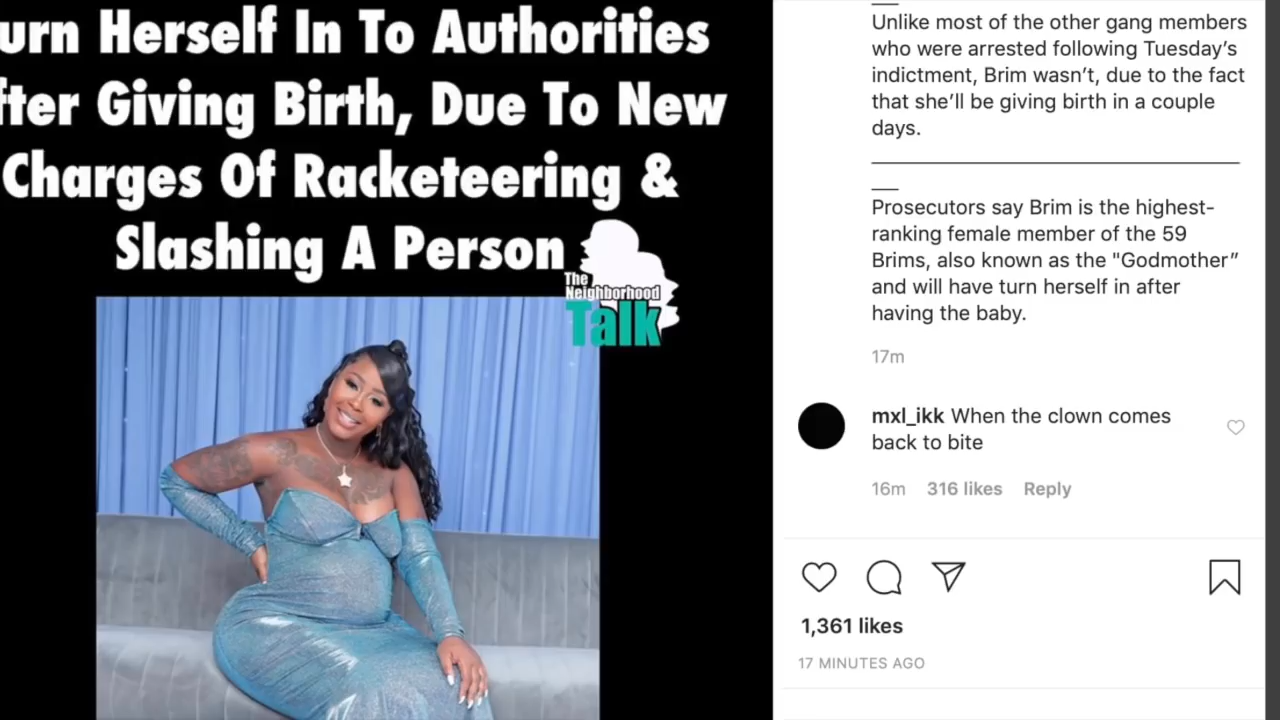 urn Herself In To Authorities
fter Giving Birth, Due To New
Charges Of Racketeering &
Slashing A Person
The
Neighborhood
Talk
Unlike most of the other gang members
who were arrested following Tuesday’s
indictment, Brim wasn’t, due to the fact
that she’ll be giving birth in a couple
days.
Prosecutors say Brim is the highest-
ranking female member of the 59
Brims, also known as the "Godmother”
and will have turn herself in after
having the baby.
17m
mxl_ikk When the clown comes
back to bite
16m 316 likes Reply
1,361 likes
17 MINUTES AGO